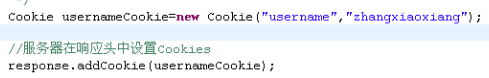 */
Cookie usernameCookie=new Cookie("username","zhangxiaoxiang");
//服务器在响应头中设置Cookies
response.addCookie(usernameCookie);